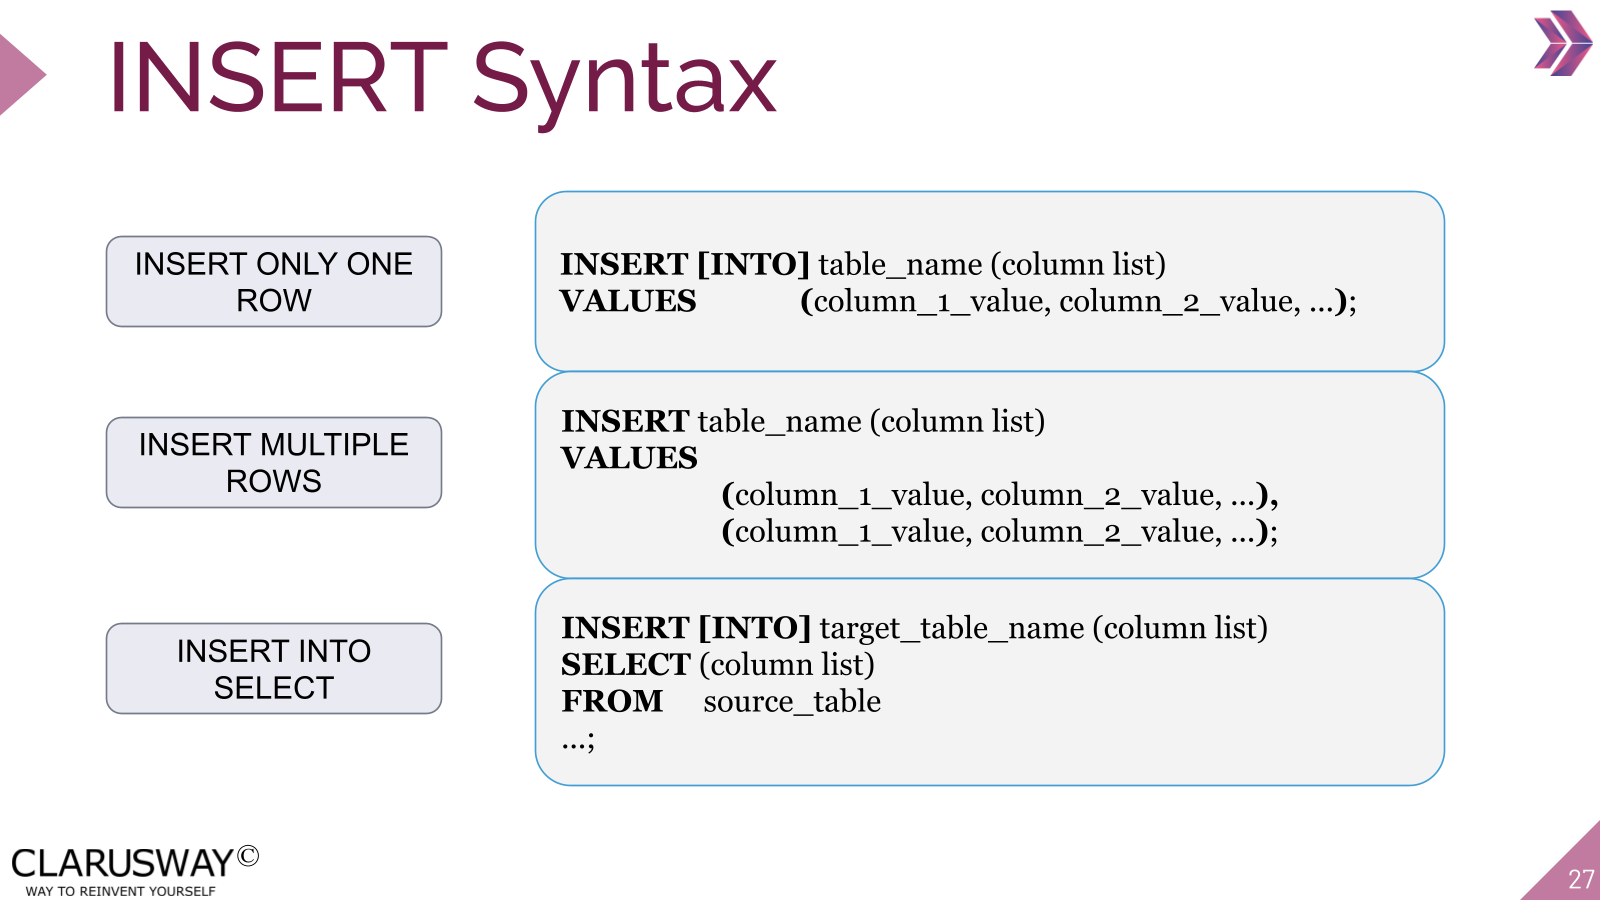 INSERT Syntax
INSERT ONLY ONE
ROW
INSERT [INTO] table_name (column list)
VALUES (column_1_value, column_2_value, ...);
INSERT MULTIPLE
ROWS
INSERT table_name (column list)
VALUES
(column_1_value, column_2_value, ...),
(column_1_value, column_2_value, ...);
INSERT INTO
SELECT
INSERT [INTO] target_table_name (column list)
SELECT (column list)
FROM source_table
...;
CLARUSWAY©
WAY TO REINVENT YOURSELF
27